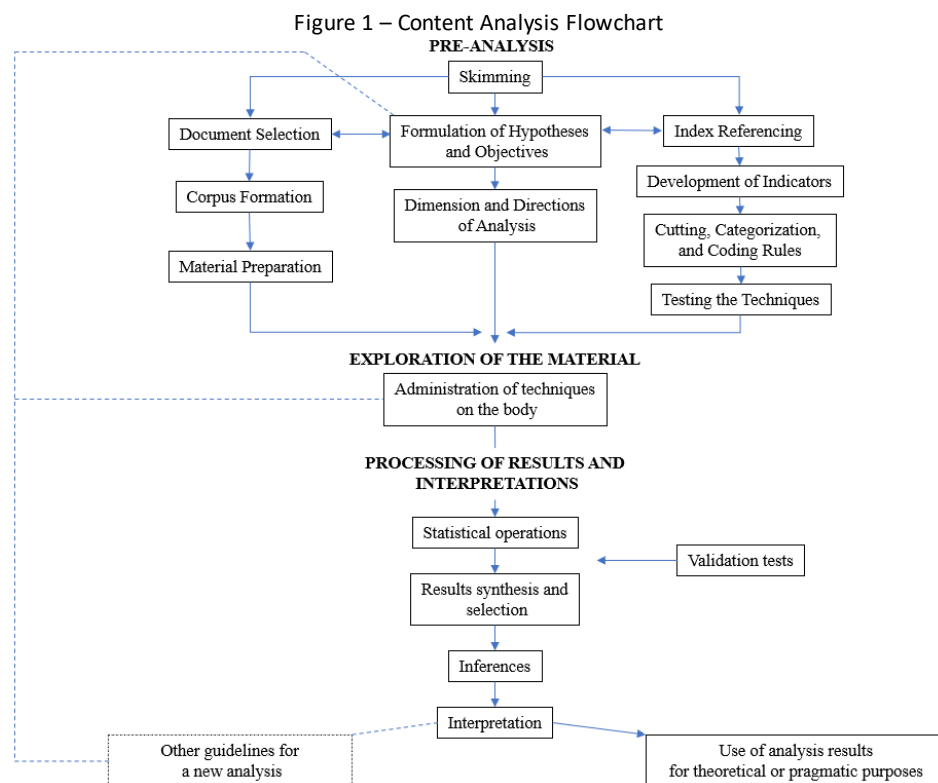 Figure 1 – Content Analysis Flowchart
PRE-ANALYSIS
Skimming
Document Selection
Formulation of Hypotheses
and Objectives
Index Referencing
Corpus Formation
Dimension and Directions
of Analysis
Development of Indicators
Cutting, Categorization,
and Coding Rules
Material Preparation
Testing the Techniques
EXPLORATION OF THE MATERIAL
Administration of techniques
on the body
PROCESSING OF RESULTS AND
INTERPRETATIONS
Statistical operations
Validation tests
Results synthesis and
selection
Inferences
Interpretation
Other guidelines for
a new analysis
Use of analysis results
for theoretical or pragmatic purposes